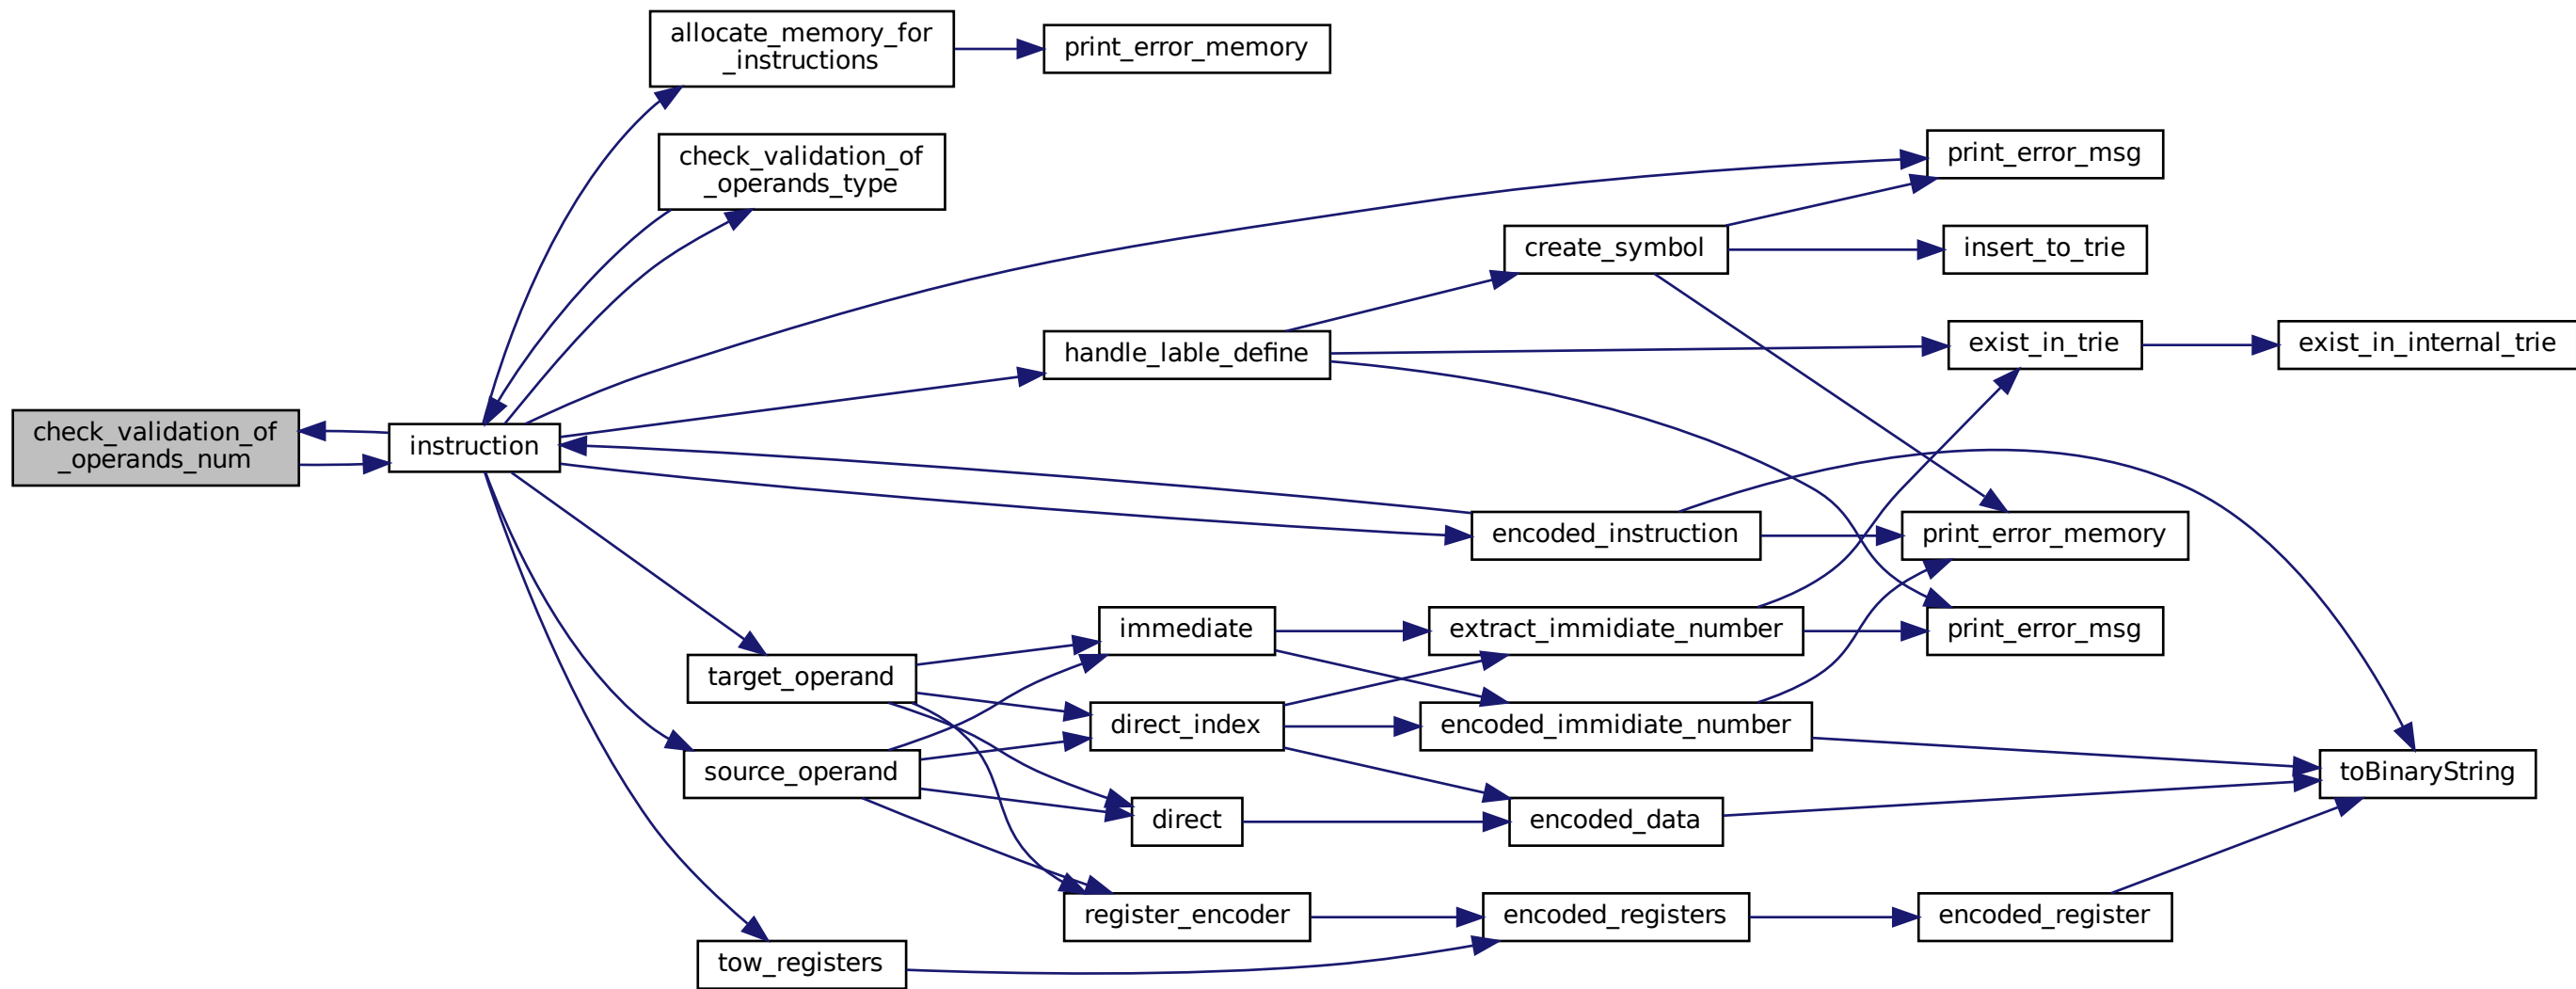 allocate_memory_for
_instructions
print_error_memory
check_validation_of
_operands_type
print_error_msg
create_symbol
insert_to_trie
handle_lable_define
exist_in_trie
exist_in_internal_trie
check_validation_of
_operands_num
instruction
encoded_instruction
print_error_memory
immediate
extract_immidiate_number
print_error_msg
target_operand
direct_index
encoded_immidiate_number
source_operand
toBinaryString
direct
encoded_data
register_encoder
encoded_registers
encoded_register
tow_registers